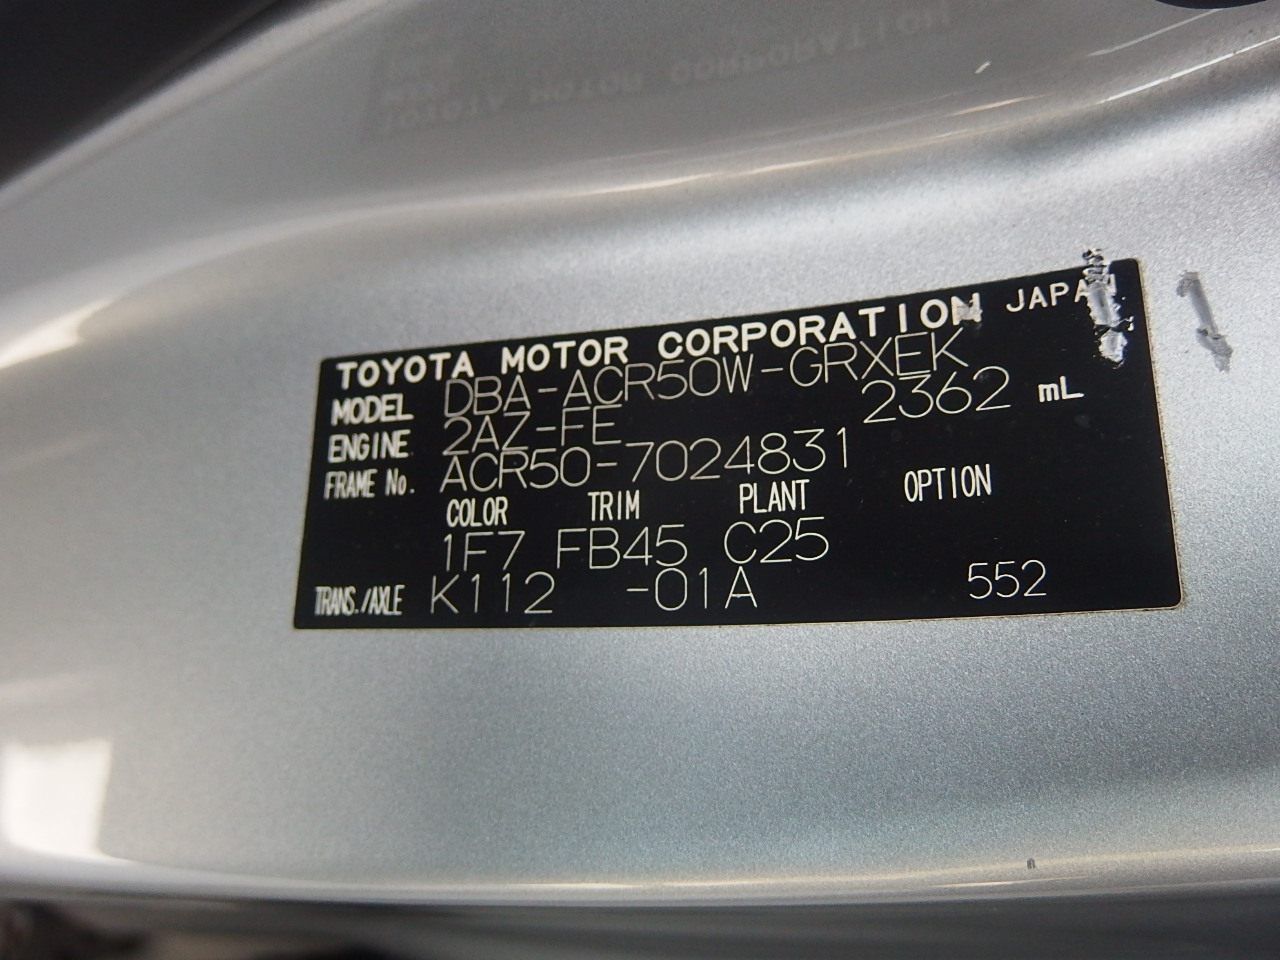 TOYOTA MOTOR CORPORATION JAPAN
MODEL DBA-ACR50W-GRXEK
ENGINE 2AZ-FE 2362 mL
FRAME No. ACR50-7024831
COLOR TRIM PLANT OPTION
1F7 FB45 C25
TRANS./AXLE K112 -01A 552